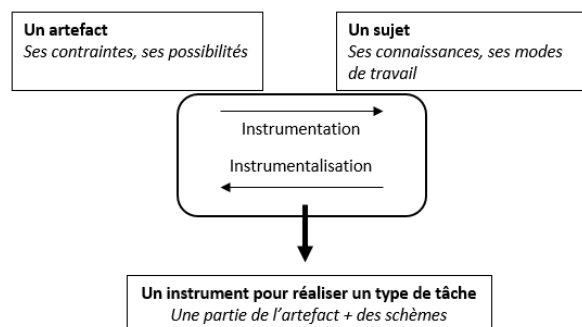 Un artefact
Ses contraintes, ses possibilités
Un sujet
Ses connaissances, ses modes
de travail
Instrumentation
Instrumentalisation
Un instrument pour réaliser un type de tâche
Une partie de l'artefact + des schèmes